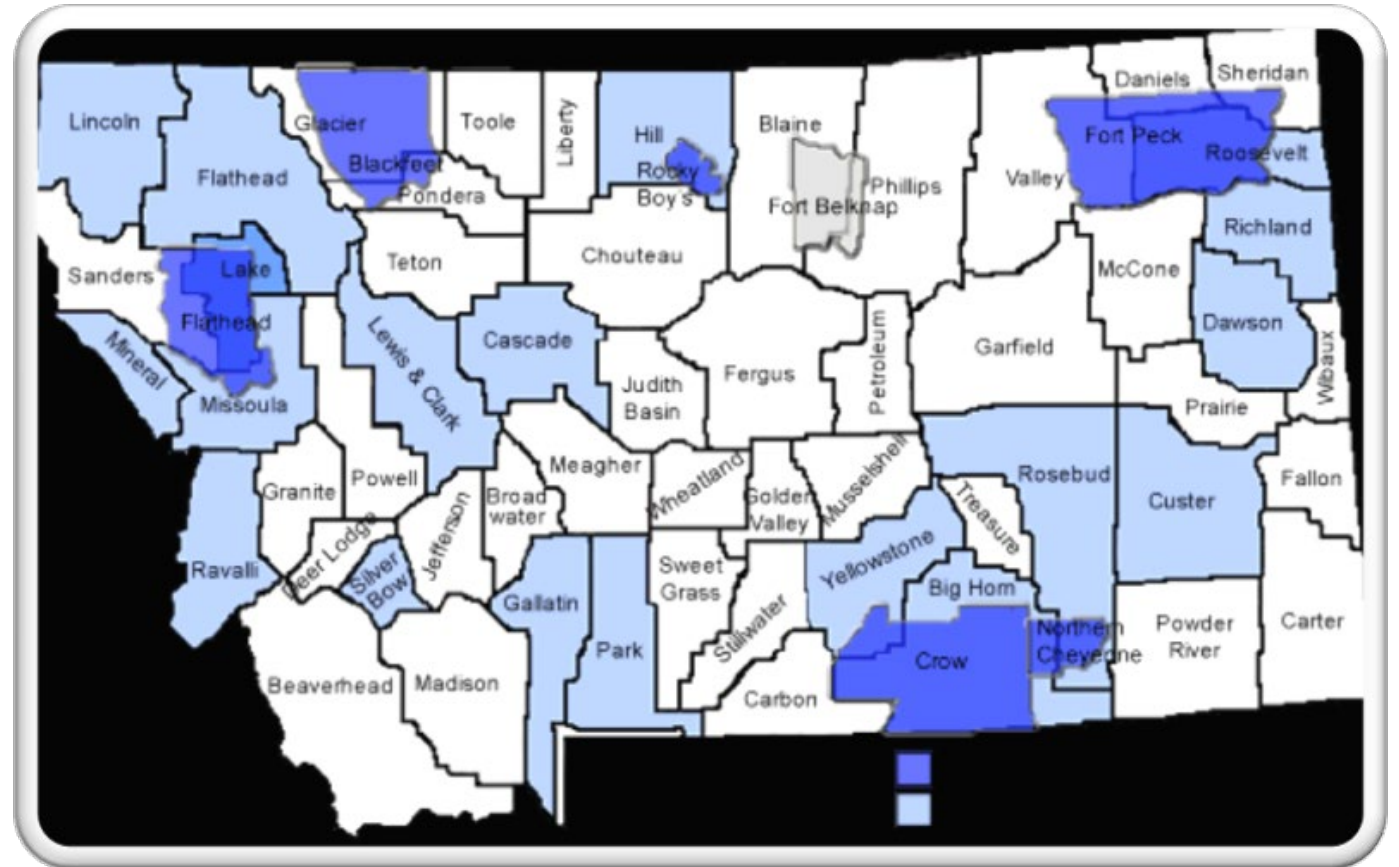 Daniels
Sheridan
Lincoln
Glacier
Toole
Liberty
Hill
Blaine
Fort Peck
Roosevelt
Flathead
Blackfeet
Rocky
Boy's
Pondera
Phillips
Valley
Fort Belknap
Richland
Sanders
Lake
Teton
Chouteau
McCone
Flathead
Mineral
Missoula
Lewis & Clark
Cascade
Judith
Basin
Fergus
Petroleum
Garfield
Dawson
Wibaux
Prairie
Granite
Powell
Broad
water
Meagher
Wheatland
Golden
Valley
Musselshell
Rosebud
Treasure
Custer
Fallon
Ravalli
Deer Lodge
Silver
Bow
Jefferson
Gallatin
Park
Sweet
Grass
Stillwater
Yellowstone
Big Horn
Northern
Cheyenne
Powder
River
Carter
Beaverhead
Madison
Carbon
Crow